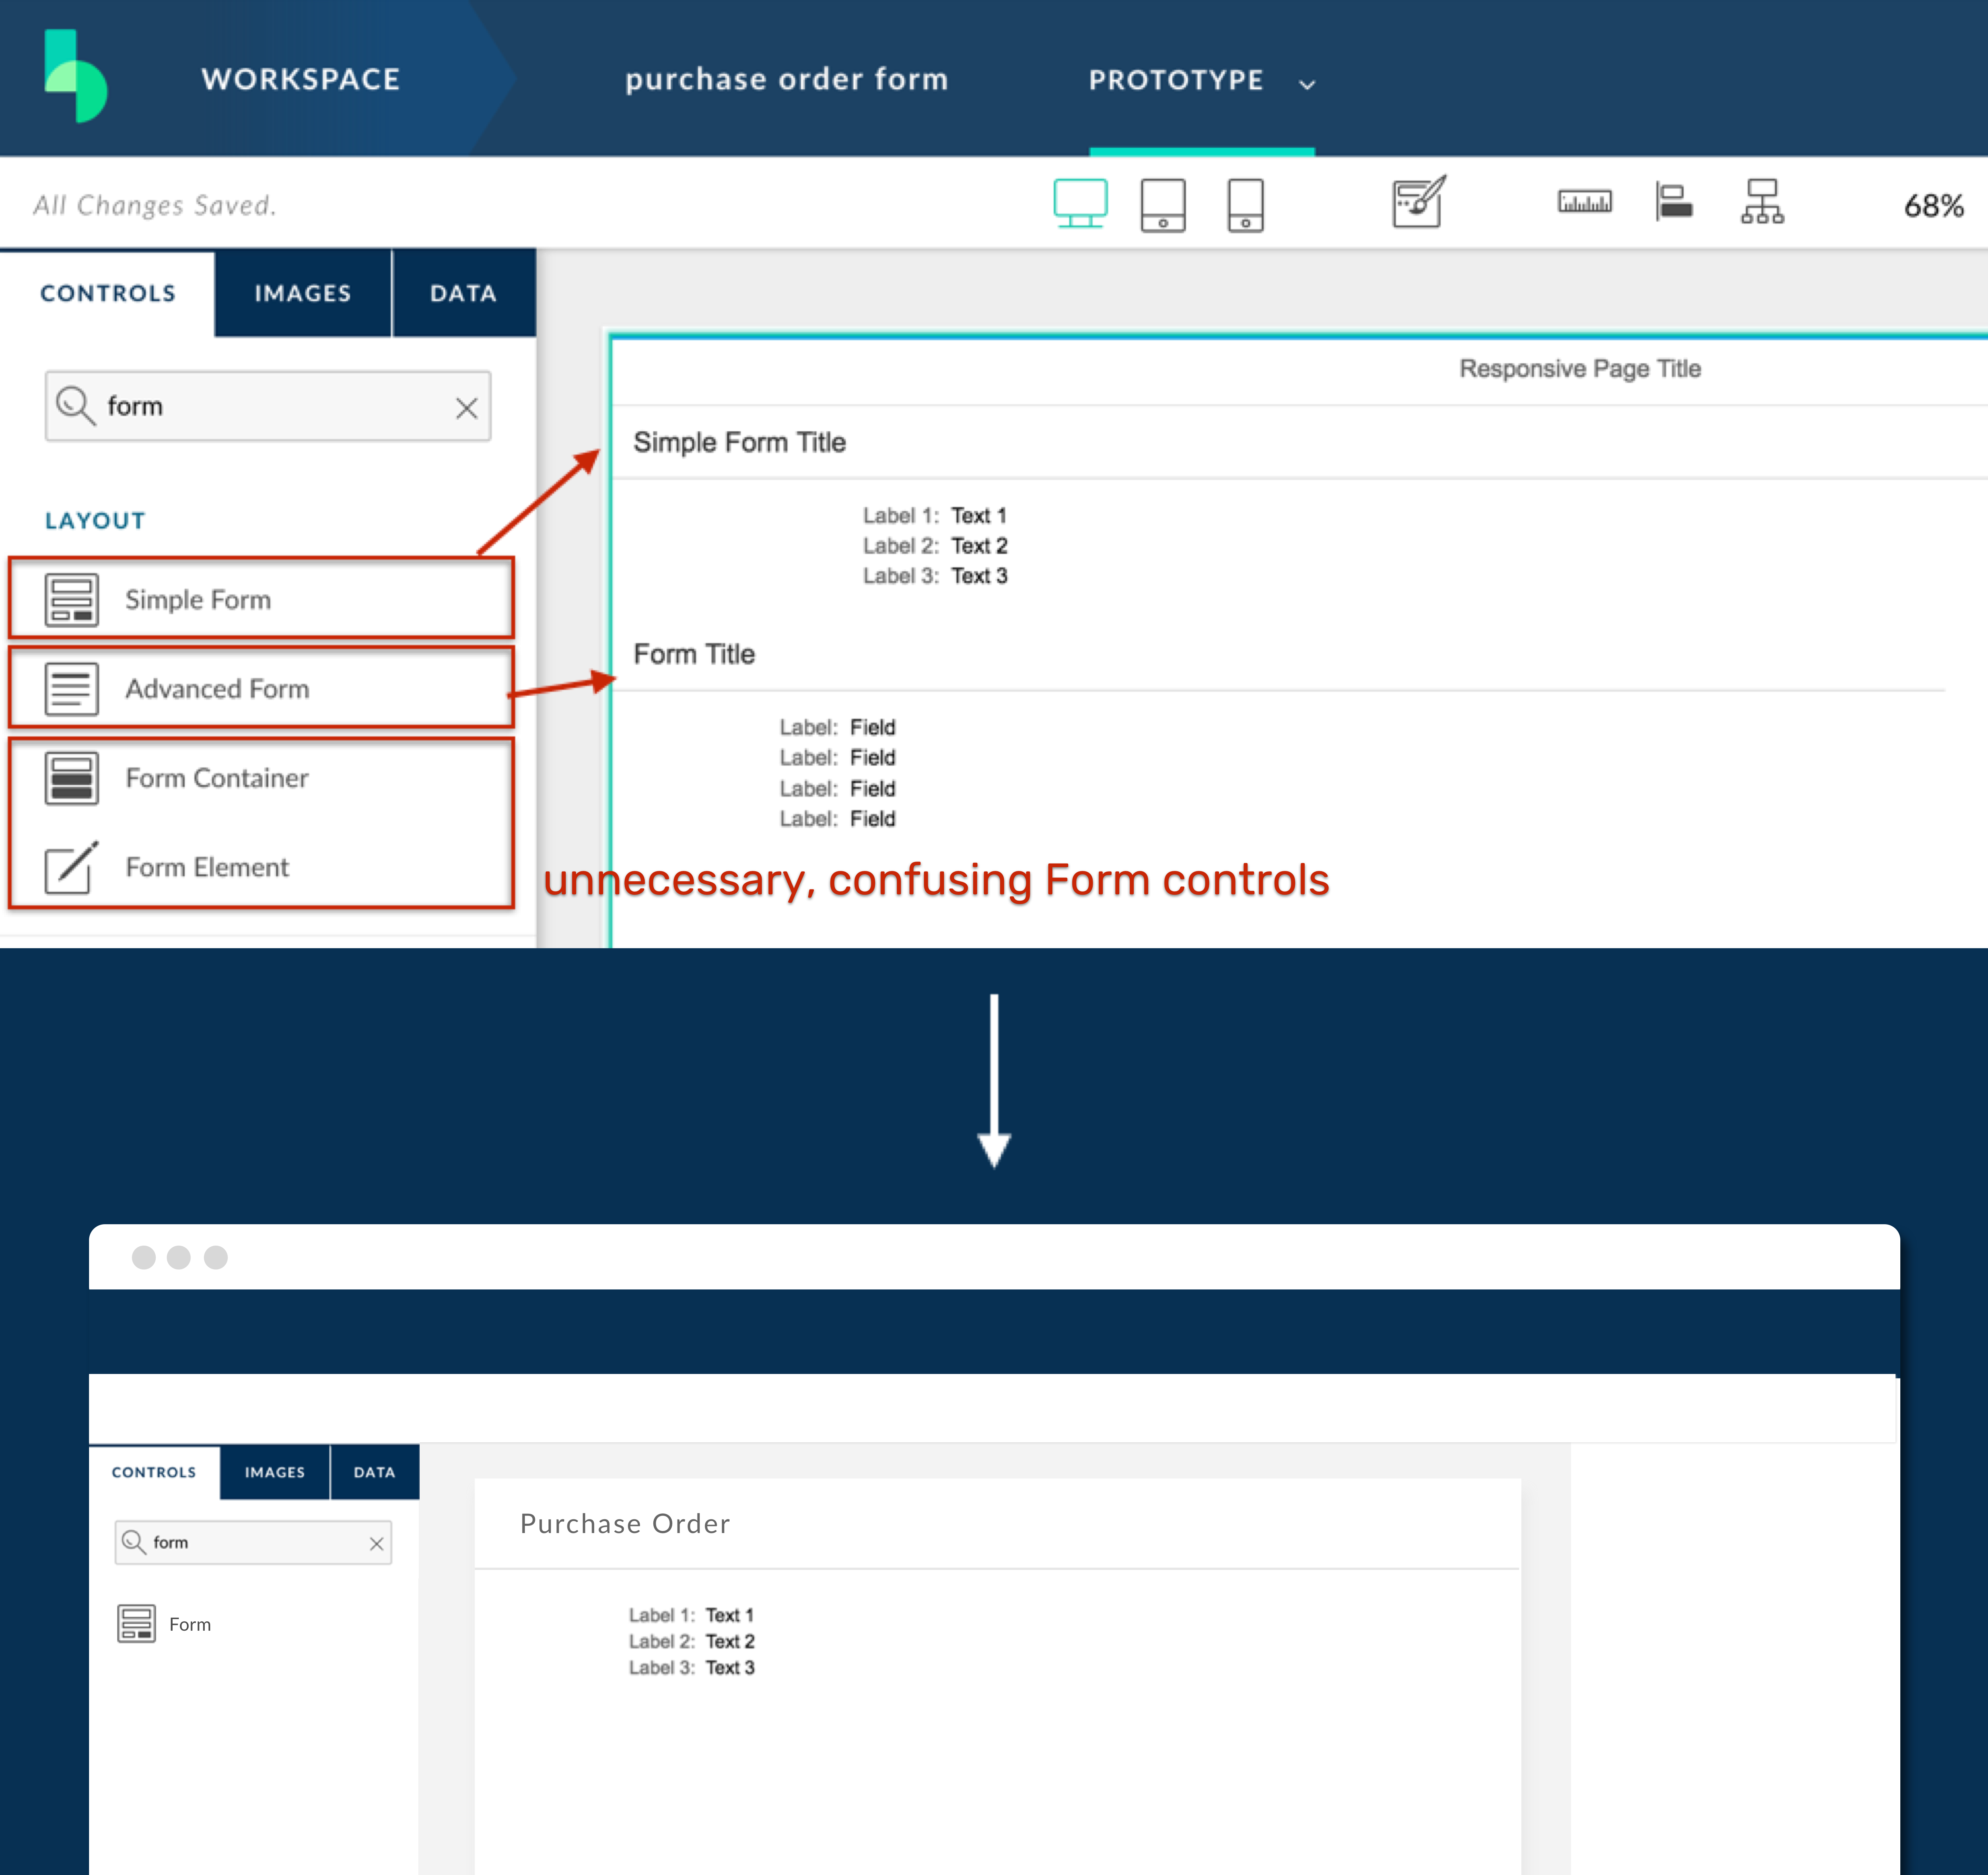 WORKSPACE
purchase order form
PROTOTYPE
All Changes Saved.
68%
CONTROLS
IMAGES
DATA
form
LAYOUT
Simple Form
Advanced Form
Form Container
Form Element
Responsive Page Title
Simple Form Title
Label 1: Text 1
Label 2: Text 2
Label 3: Text 3
Form Title
Label: Field
Label: Field
Label: Field
Label: Field
unnecessary, confusing Form controls
CONTROLS
IMAGES
DATA
form
Form
Purchase Order
Label 1: Text 1
Label 2: Text 2
Label 3: Text 3